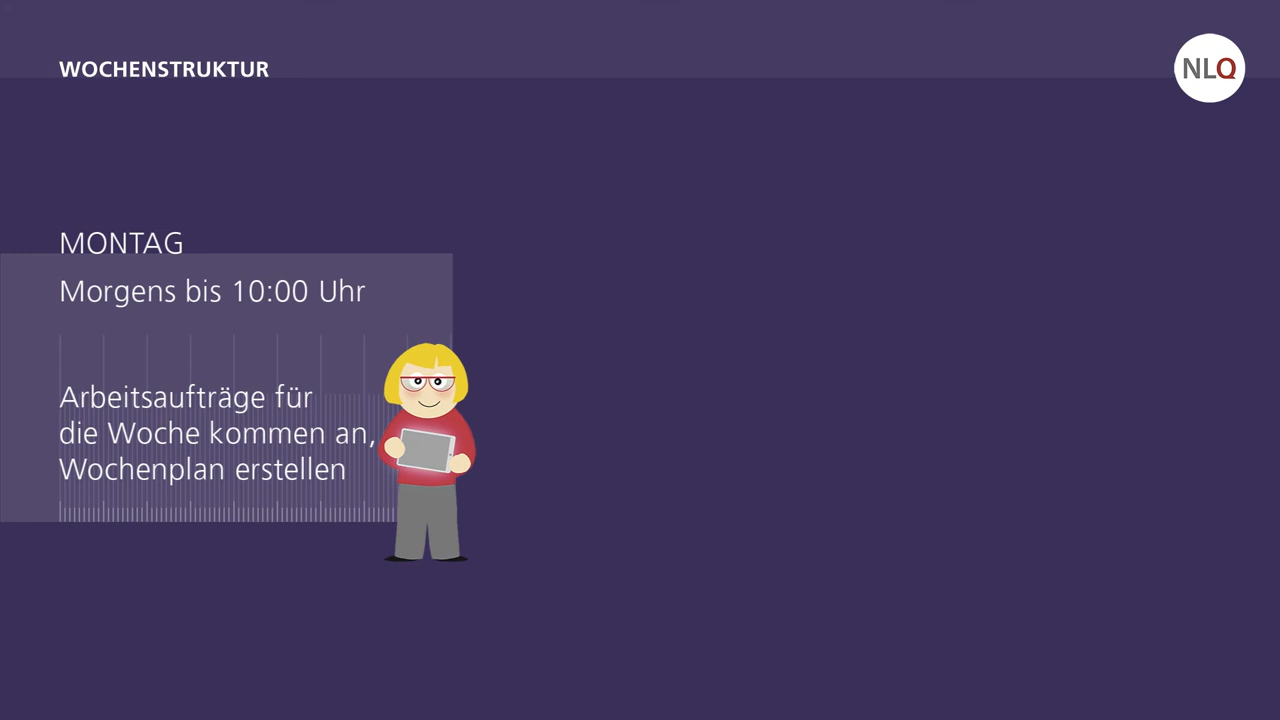 WOCHENSTRUKTUR
NLQ
MONTAG
Morgens bis 10:00 Uhr
Arbeitsaufträge für
die Woche kommen an,
Wochenplan erstellen